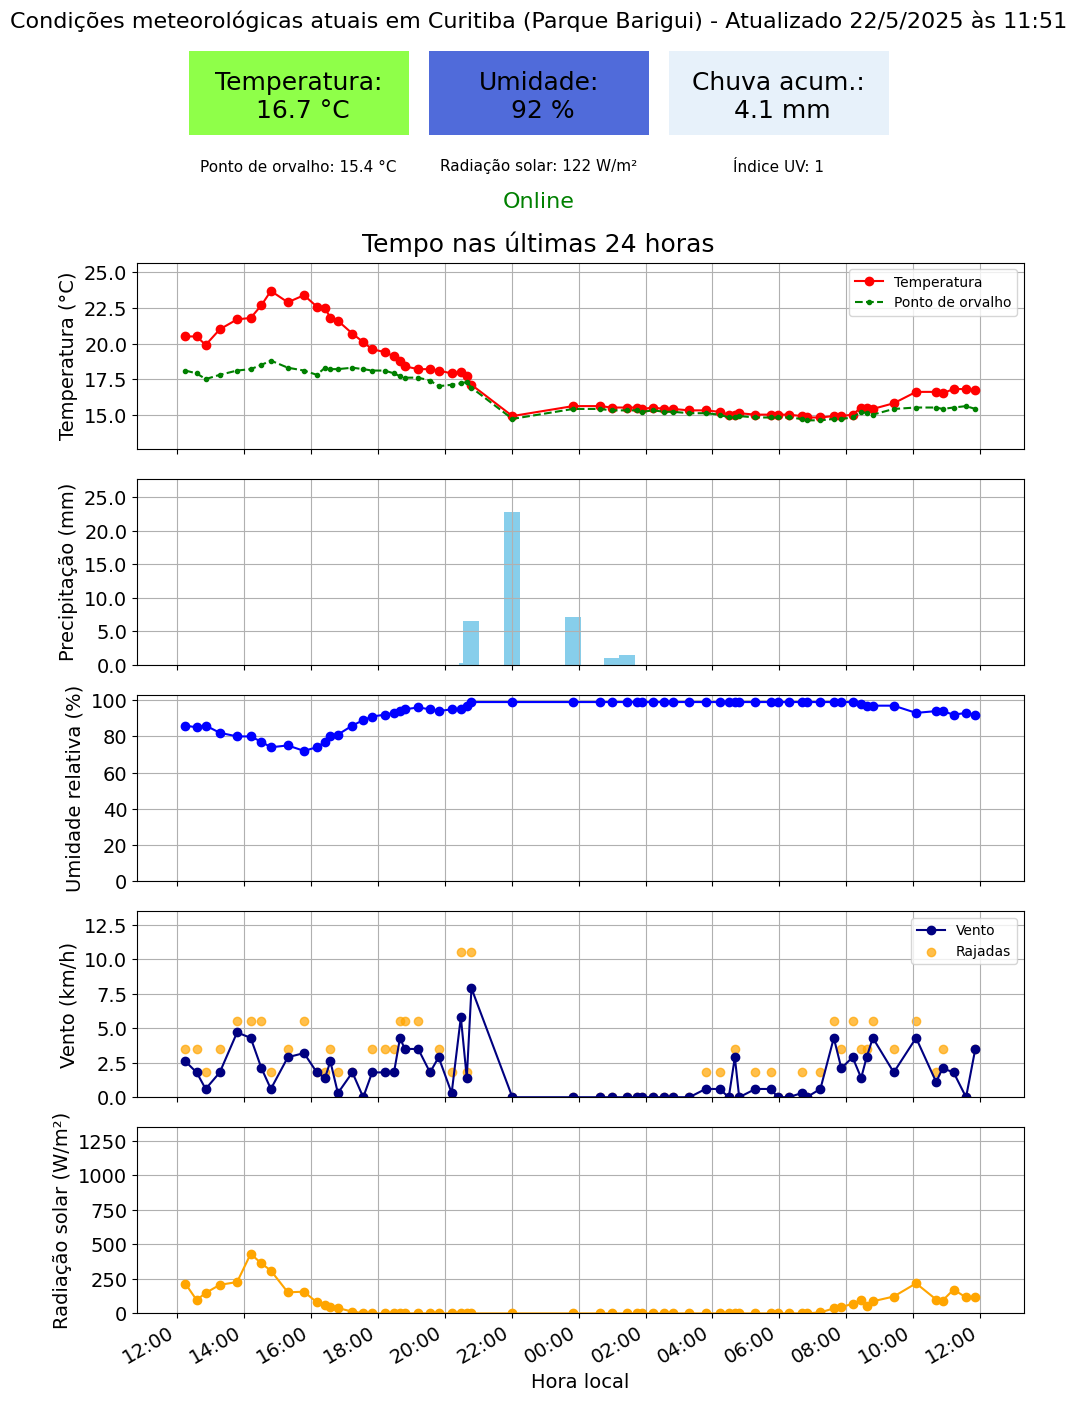 Condições meteorológicas atuais em Curitiba (Parque Barigui) - Atualizado 22/5/2025 às 11:51
Temperatura:
16.7 °C
Umidade:
92 %
Chuva acum.:
4.1 mm
Ponto de orvalho: 15.4 °C
Radiação solar: 122 W/m²
Índice UV: 1
Online
Tempo nas últimas 24 horas
Temperatura (°C)
25.0
22.5
20.0
17.5
15.0
Temperatura
Ponto de orvalho
Precipitação (mm)
25.0
20.0
15.0
10.0
5.0
0.0
Umidade relativa (%)
100
80
60
40
20
0
Vento (km/h)
12.5
10.0
7.5
5.0
2.5
0.0
Vento
Rajadas
Radiação solar (W/m²)
1250
1000
750
500
250
0
12:00
14:00
16:00
18:00
20:00
22:00
00:00
02:00
04:00
06:00
08:00
10:00
12:00
Hora local